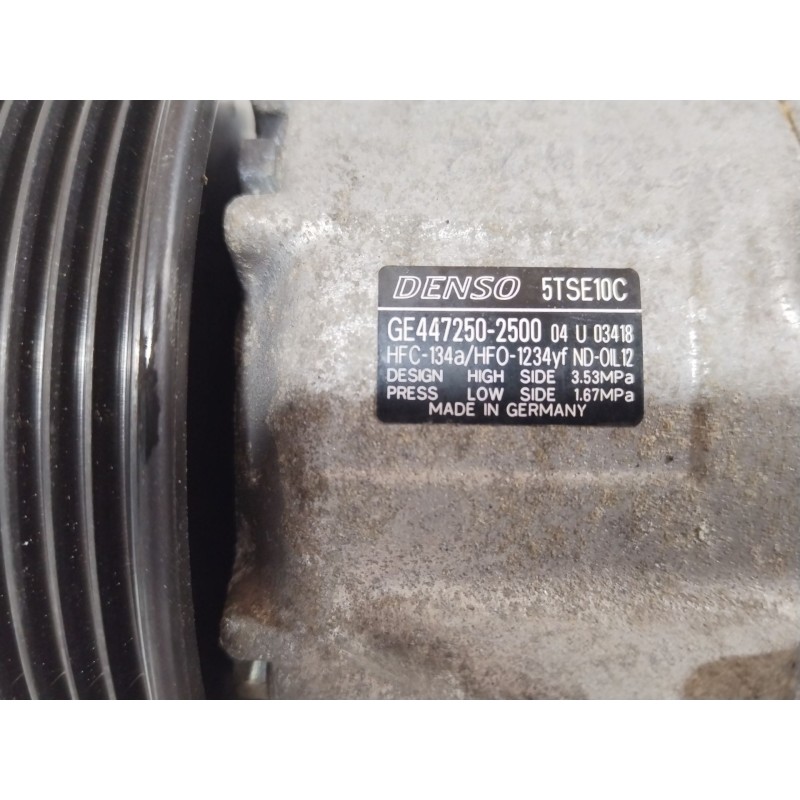 DENSO 5TSE10C
GE447250-2500 04 U 03418
HFC-134a/HFO-1234yf ND-OIL12
DESIGN HIGH SIDE 3.53MPa
PRESS LOW SIDE 1.67MPa
MADE IN GERMANY